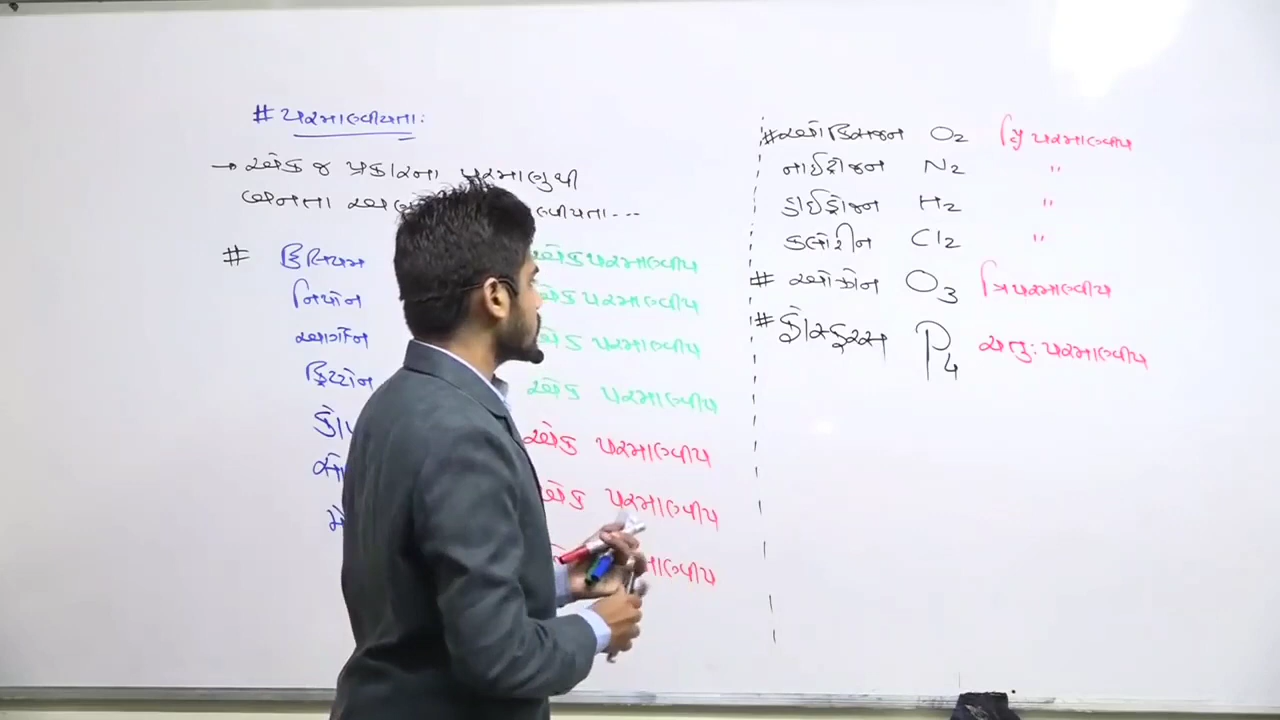 # પરમાણ્વીયતા:
→ એક જ પ્રકારના પરમાણુથી
બનતા
# હિલિયમ એક પરમાણ્વીય
નિયોન એક પરમાણ્વીય
આર્ગોન એક પરમાણ્વીય
ક્રિપ્ટોન એક પરમાણ્વીય
એક પરમાણ્વીય
એક પરમાણ્વીય
# ઓક્સિજન O2 દ્વિ પરમાણ્વીય
નાઈટ્રોજન N2 "
હાઈડ્રોજન H2 "
ક્લોરીન Cl2 "
# ઓઝોન O3 ત્રિપરમાણ્વીય
# ફોસ્ફરસ P4 ચતુ: પરમાણ્વીય